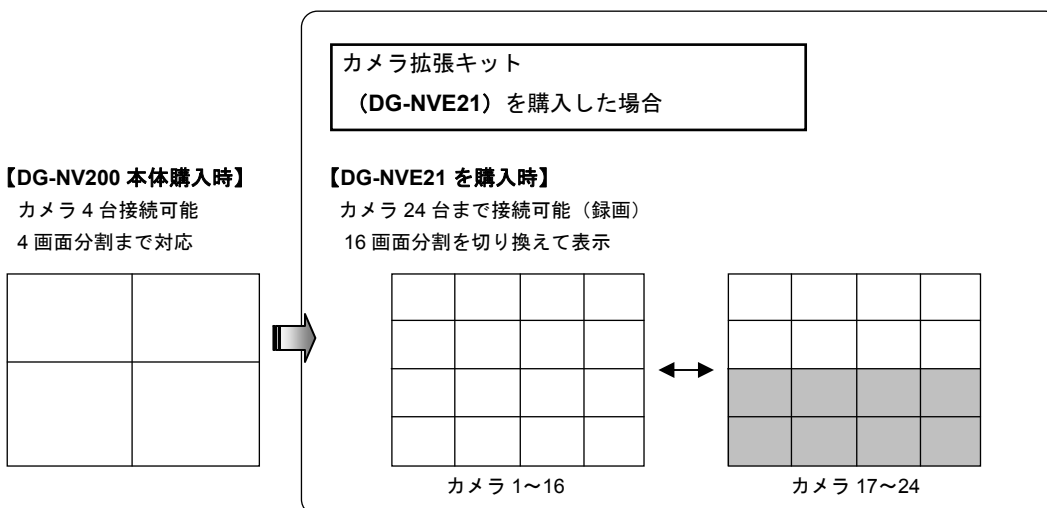 カメラ拡張キット
（DG-NVE21）を購入した場合
【DG-NV200 本体購入時】
カメラ 4 台接続可能
4 画面分割まで対応
【DG-NVE21 を購入時】
カメラ 24 台まで接続可能（録画）
16 画面分割を切り換えて表示
カメラ 1～16
カメラ 17～24